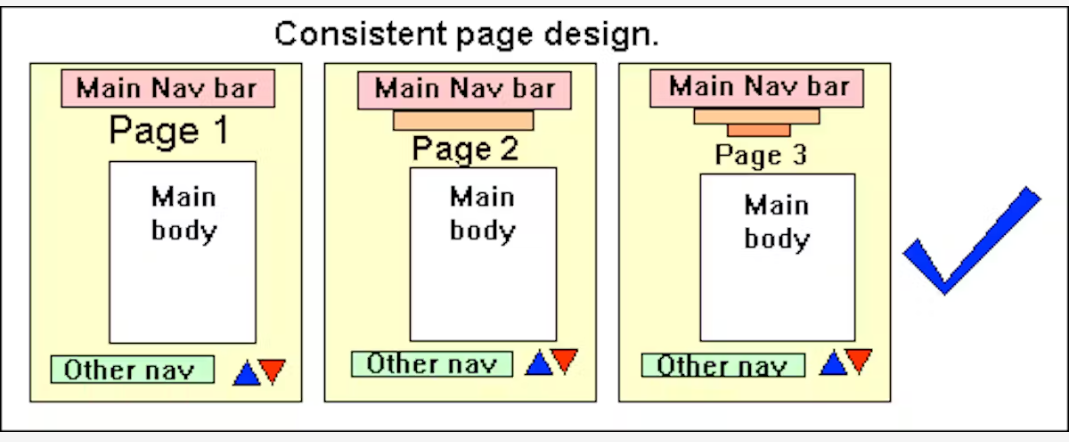 Consistent page design.
Main Nav bar
Page 1
Main
body
Other nav
Main Nav bar
Page 2
Main
body
Other nav
Main Nav bar
Page 3
Main
body
Other nav